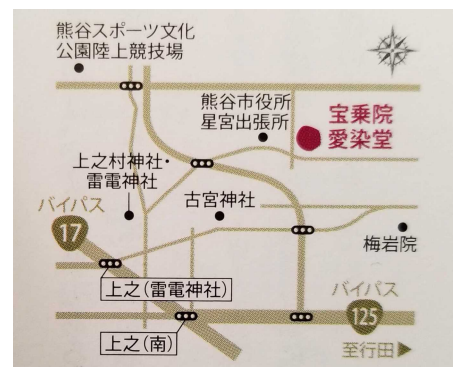 熊谷スポーツ文化
公園陸上競技場
熊谷市役所
星宮出張所
宝乗院
愛染堂
上之村神社・
雷電神社
古宮神社
バイパス
17
梅岩院
上之(雷電神社)
バイパス
125
上之(南)
至行田▶